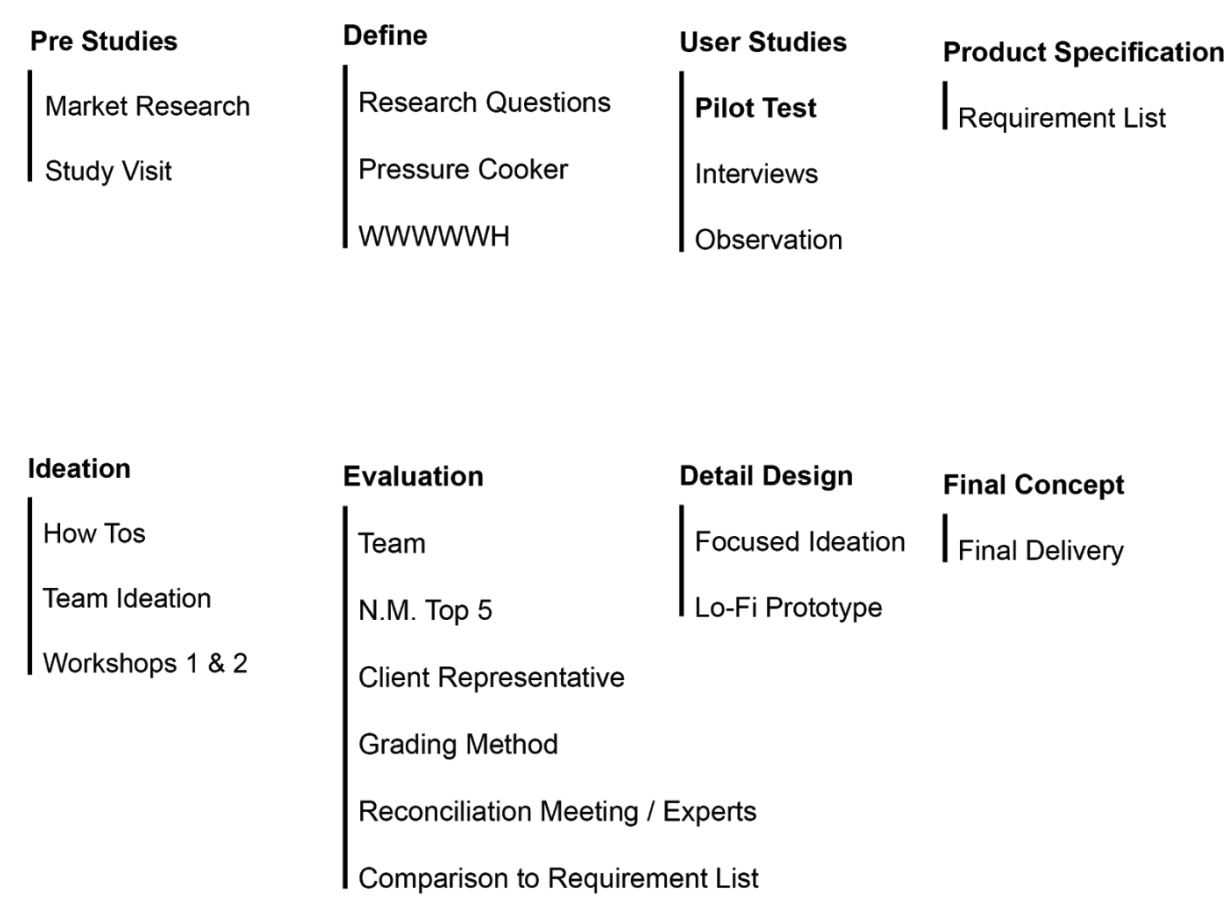 Pre Studies
Market Research
Study Visit
Define
Research Questions
Pressure Cooker
WWWWWH
User Studies
Pilot Test
Interviews
Observation
Product Specification
Requirement List
Ideation
How Tos
Team Ideation
Workshops 1 & 2
Evaluation
Team
N.M. Top 5
Client Representative
Grading Method
Reconciliation Meeting / Experts
Comparison to Requirement List
Detail Design
Focused Ideation
Lo-Fi Prototype
Final Concept
Final Delivery